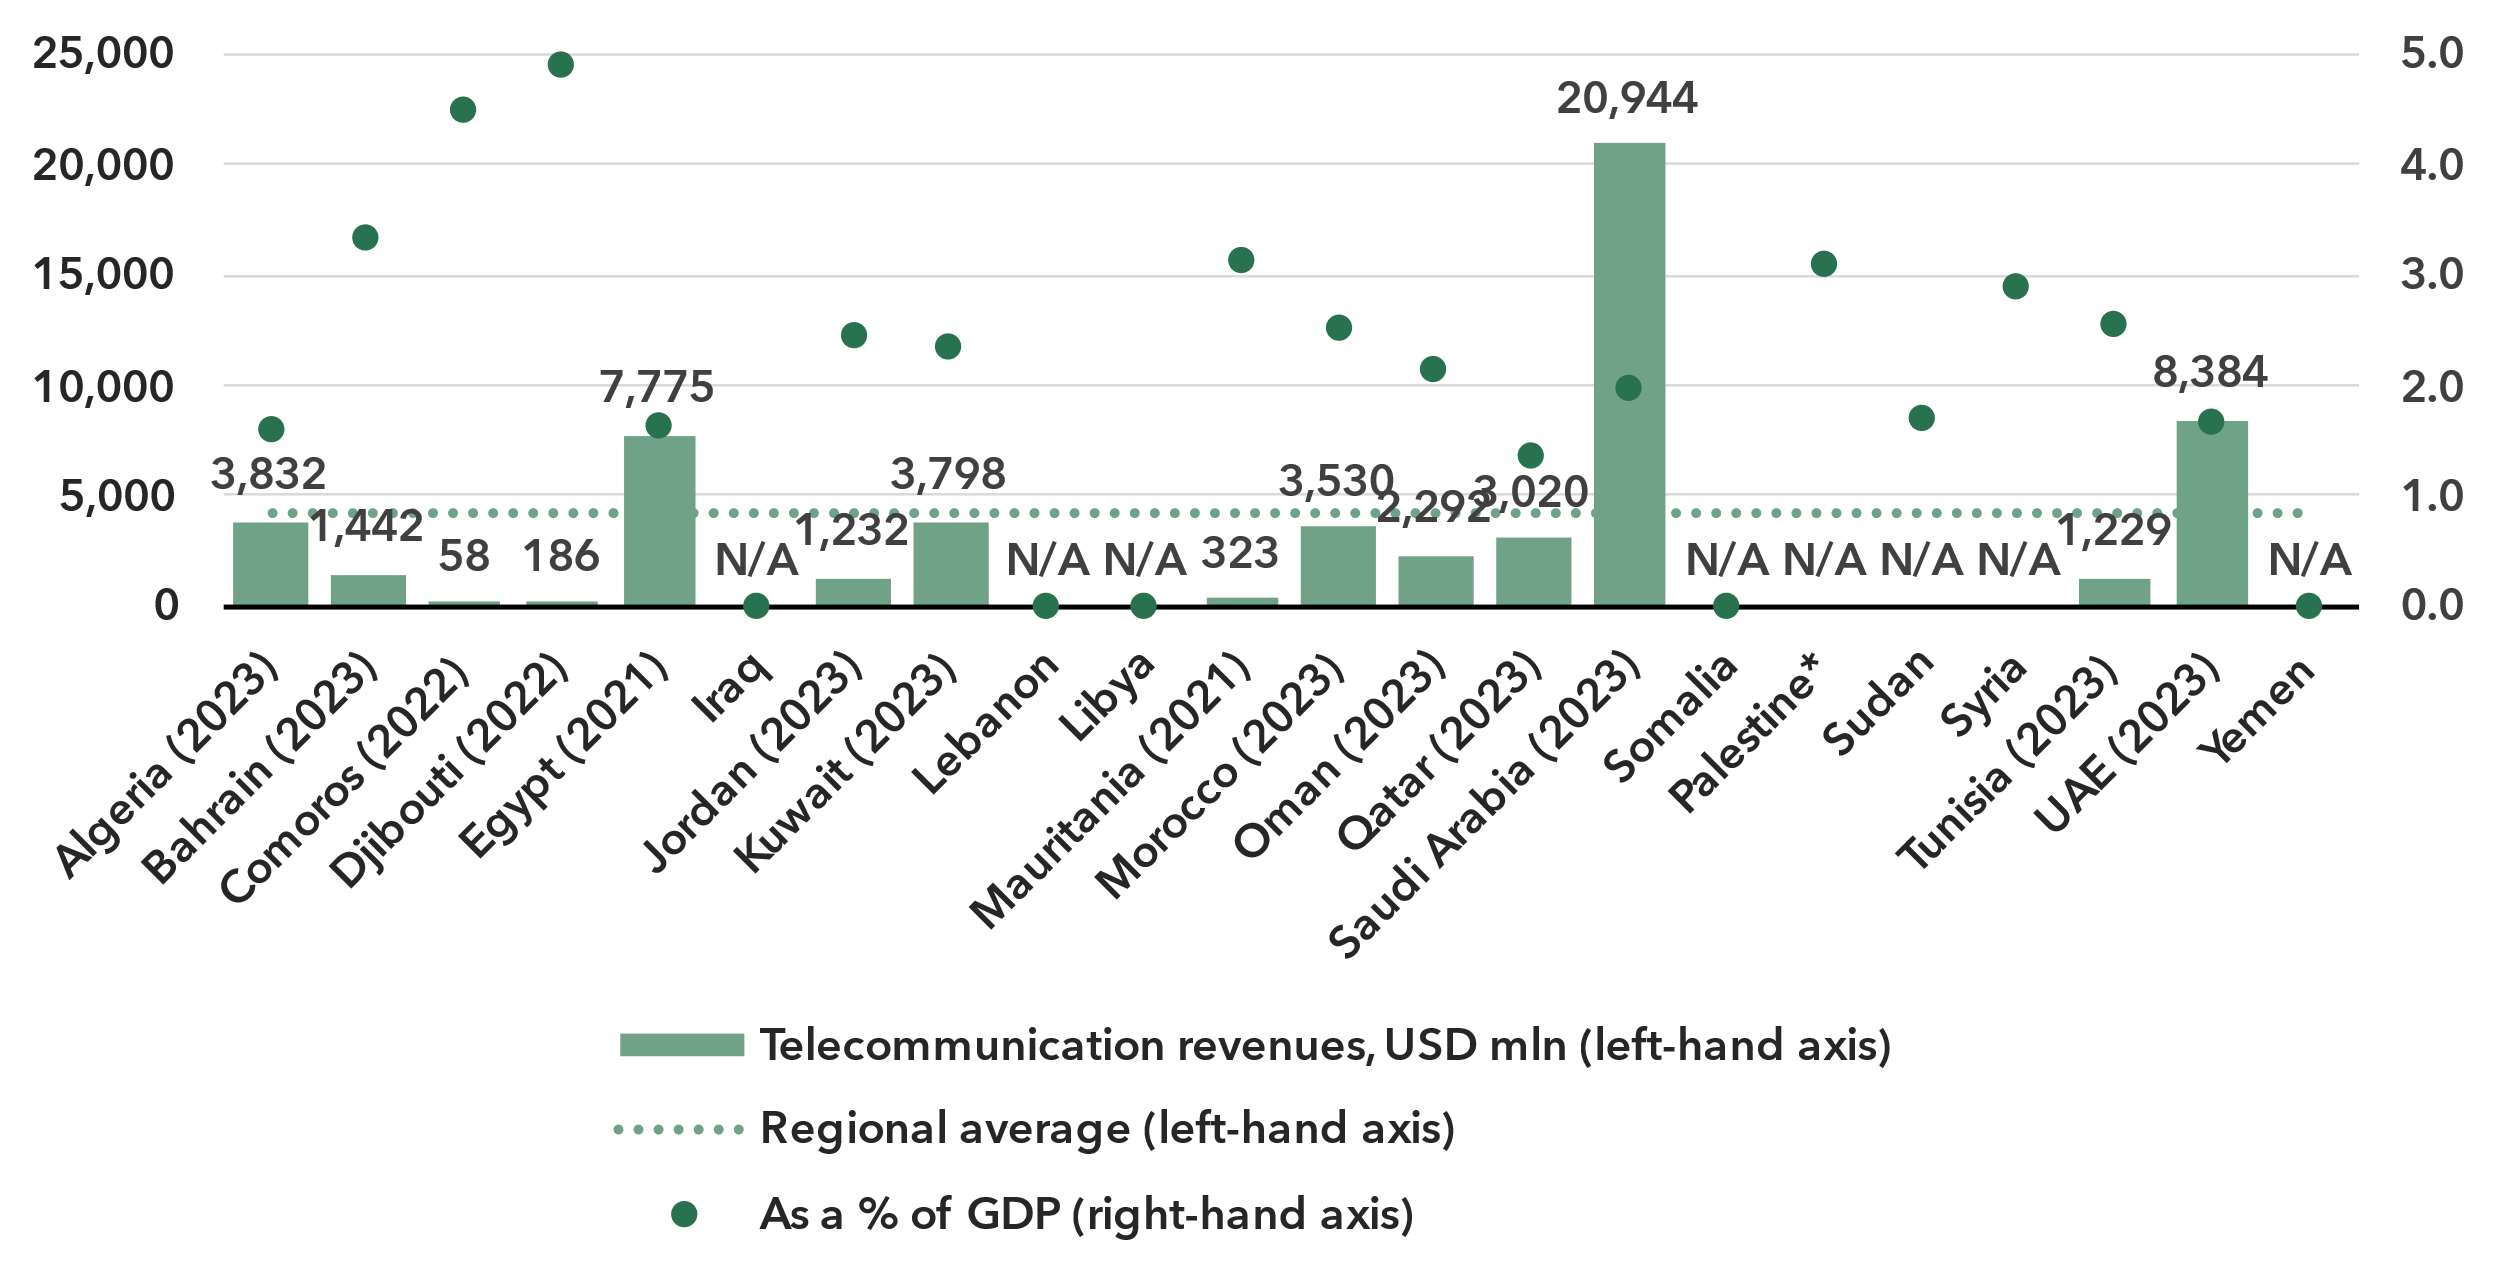 25,000
20,000
15,000
10,000
5,000
0
5.0
4.0
3.0
2.0
1.0
0.0
3,832
1,442
58
186
7,775
N/A
1,232
3,798
N/A
N/A
323
3,530
2,292
3,020
20,944
N/A
N/A
N/A
N/A
1,229
8,384
N/A
Algeria (2023)
Bahrain (2023)
Comoros (2022)
Djibouti (2022)
Egypt (2021)
Iraq
Jordan (2023)
Kuwait (2023)
Lebanon
Libya
Mauritania (2021)
Morocco (2023)
Oman (2023)
Qatar (2023)
Saudi Arabia (2023)
Somalia
Palestine*
Sudan
Syria
Tunisia (2023)
UAE (2023)
Yemen
Telecommunication revenues, USD mln (left-hand axis)
Regional average (left-hand axis)
As a % of GDP (right-hand axis)